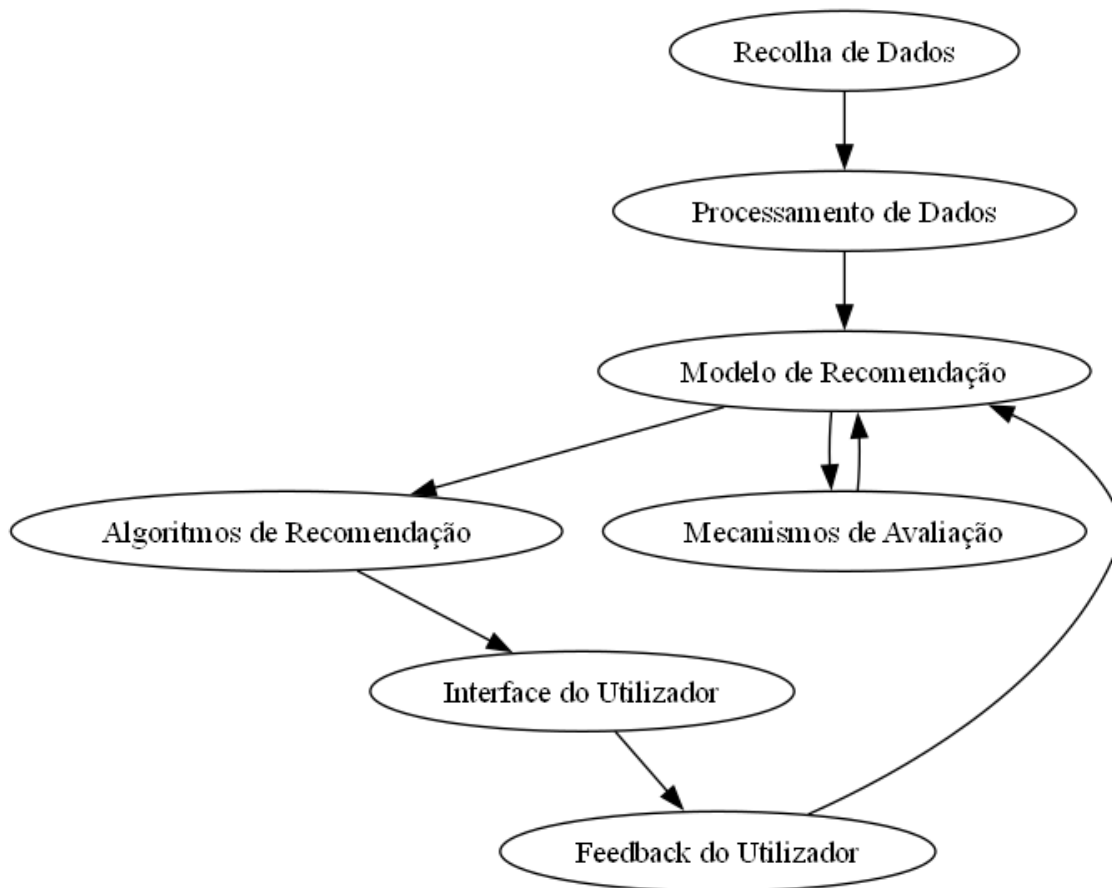 Recolha de Dados
Processamento de Dados
Modelo de Recomendação
Algoritmos de Recomendação
Mecanismos de Avaliação
Interface do Utilizador
Feedback do Utilizador